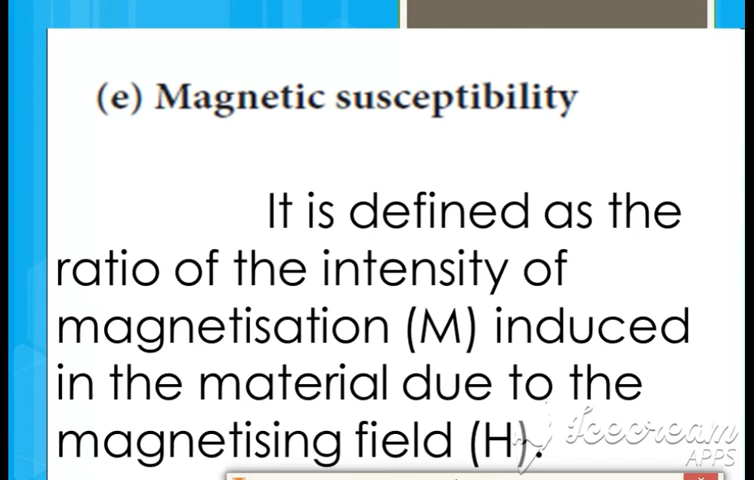 (e) Magnetic susceptibility
It is defined as the
ratio of the intensity of
magnetisation (M) induced
in the material due to the
magnetising field (H).
Icecream
APPS